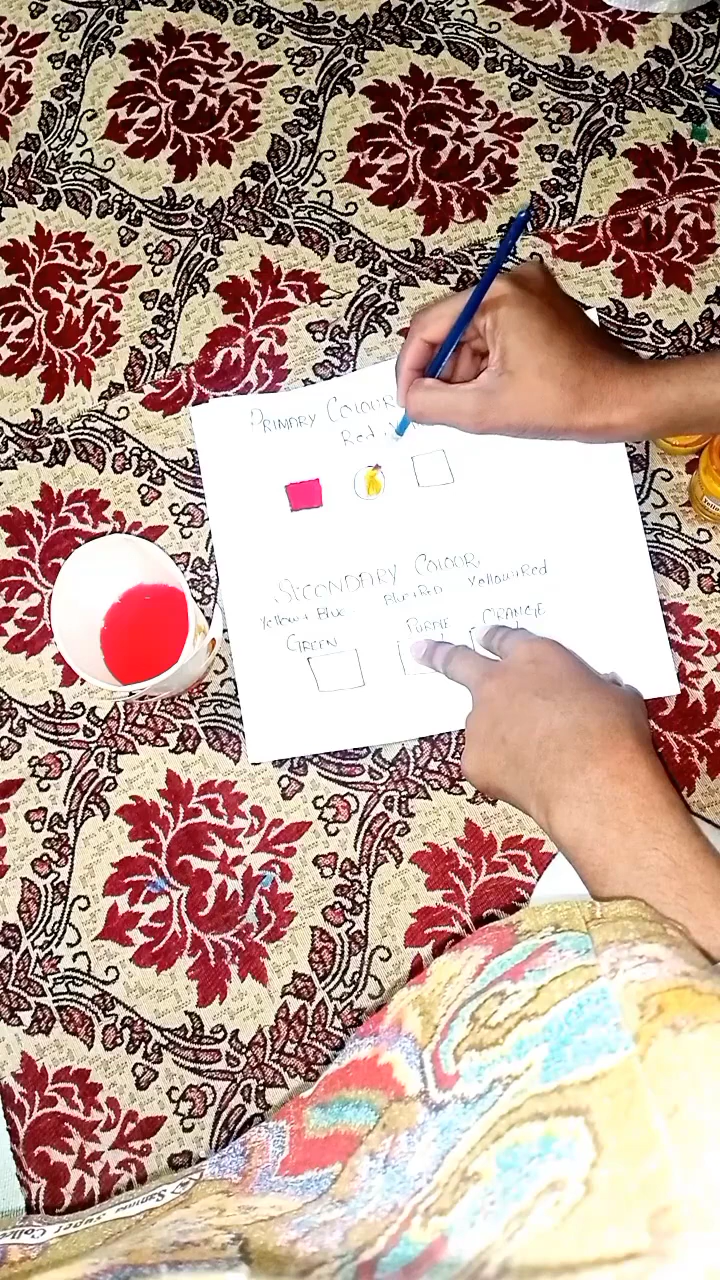 PRIMARY COLOUR
Red
SECONDARY COLOUR
Yellow+Blue Blue+Red Yellow+Red
GREEN PURPLE ORANGE